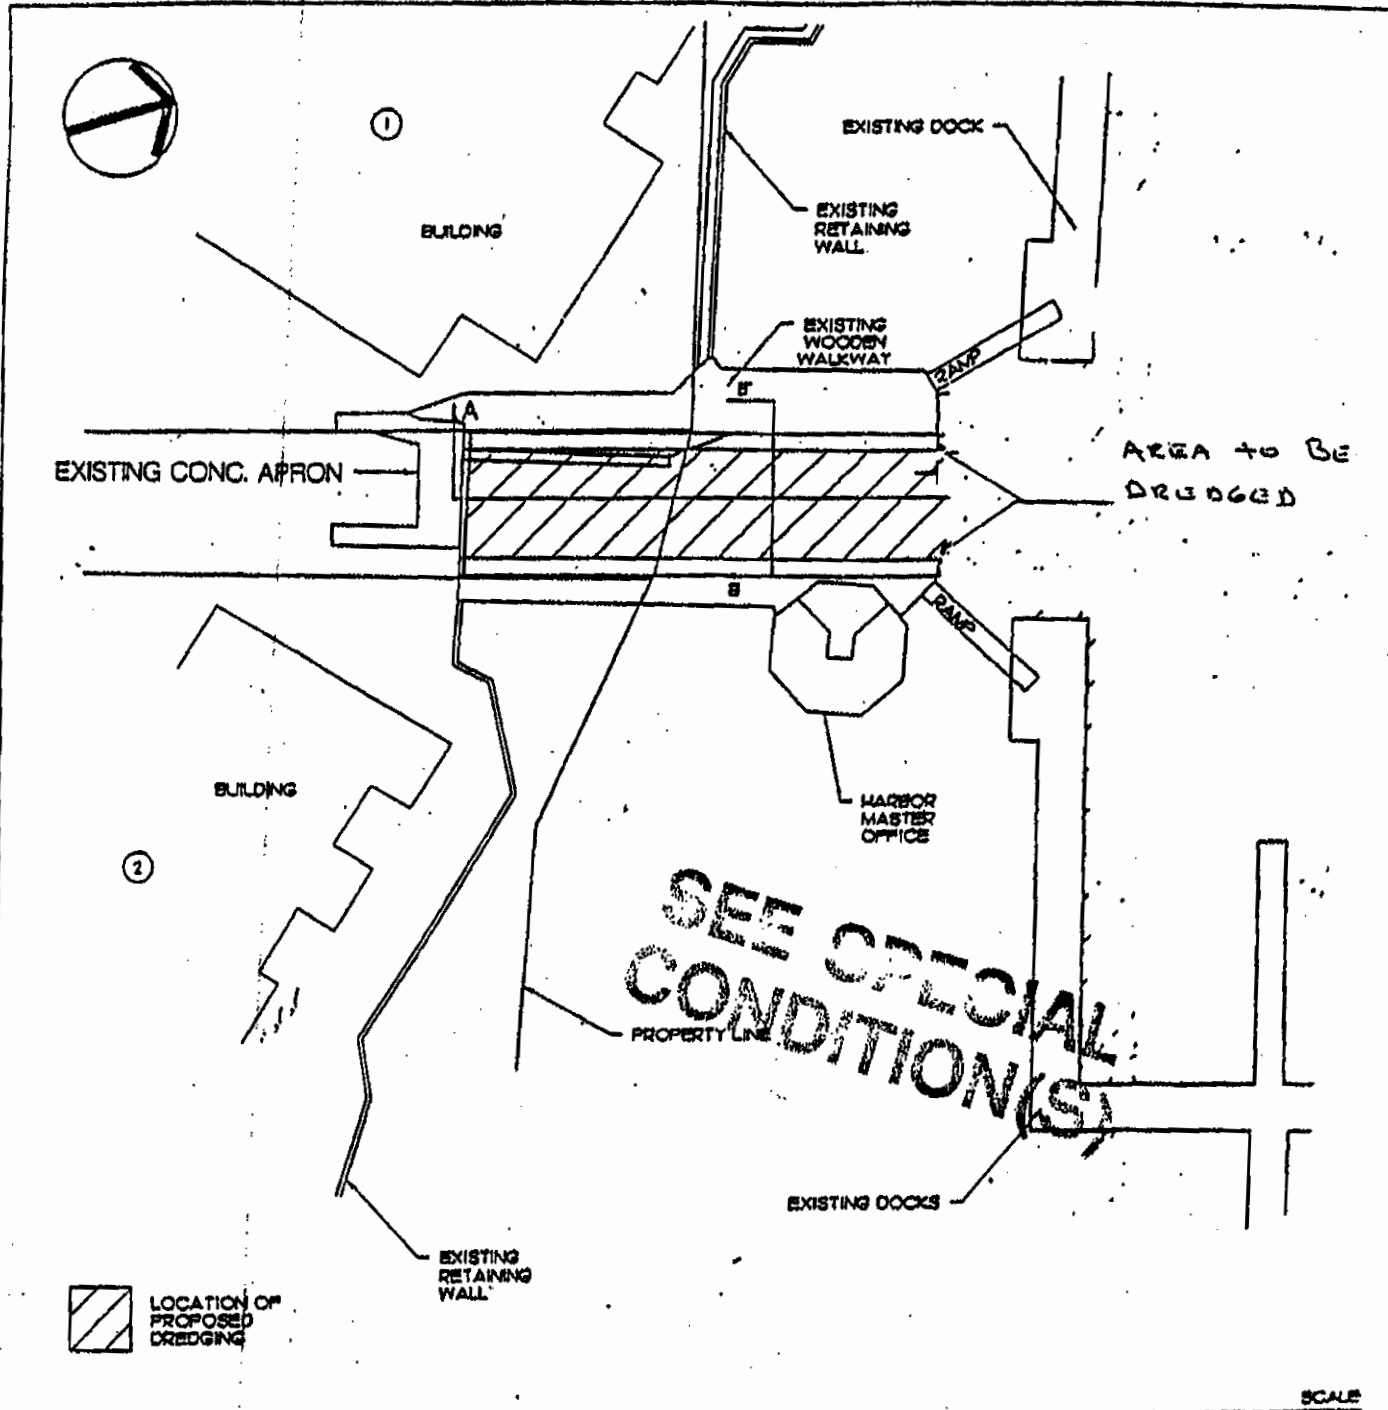 1
BUILDING
EXISTING DOCK
EXISTING
RETAINING
WALL
EXISTING
WOODEN
WALKWAY
RAMP
B'
A
EXISTING CONC. APRON
AREA to BE
DREDGED
B
RAMP
BUILDING
HARBOR
MASTER
OFFICE
2
SEE SPECIAL
CONDITION(S)
PROPERTY LINE
EXISTING DOCKS
EXISTING
RETAINING
WALL
LOCATION OF
PROPOSED
DREDGING
SCALE